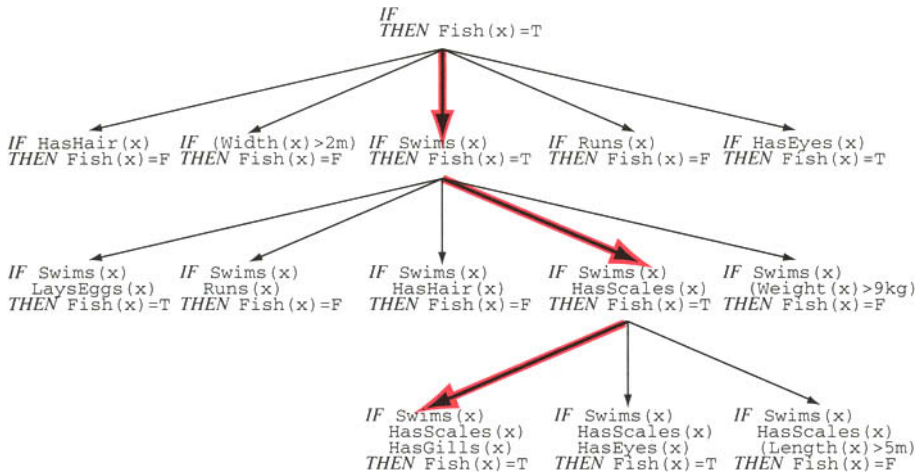 IF
THEN Fish(x)=T
IF HasHair(x)
THEN Fish(x)=F
IF (Width(x)>2m)
THEN Fish(x)=F
IF Swims(x)
THEN Fish(x)=T
IF Runs(x)
THEN Fish(x)=F
IF HasEyes(x)
THEN Fish(x)=T
IF Swims(x)
LaysEggs(x)
THEN Fish(x)=T
IF Swims(x)
Runs(x)
THEN Fish(x)=F
IF Swims(x)
HasHair(x)
THEN Fish(x)=F
IF Swims(x)
HasScales(x)
THEN Fish(x)=T
IF Swims(x)
(Weight(x)>9kg)
THEN Fish(x)=F
IF Swims(x)
HasScales(x)
HasGills(x)
THEN Fish(x)=T
IF Swims(x)
HasScales(x)
HasEyes(x)
THEN Fish(x)=T
IF Swims(x)
HasScales(x)
(Length(x)>5m)
THEN Fish(x)=F